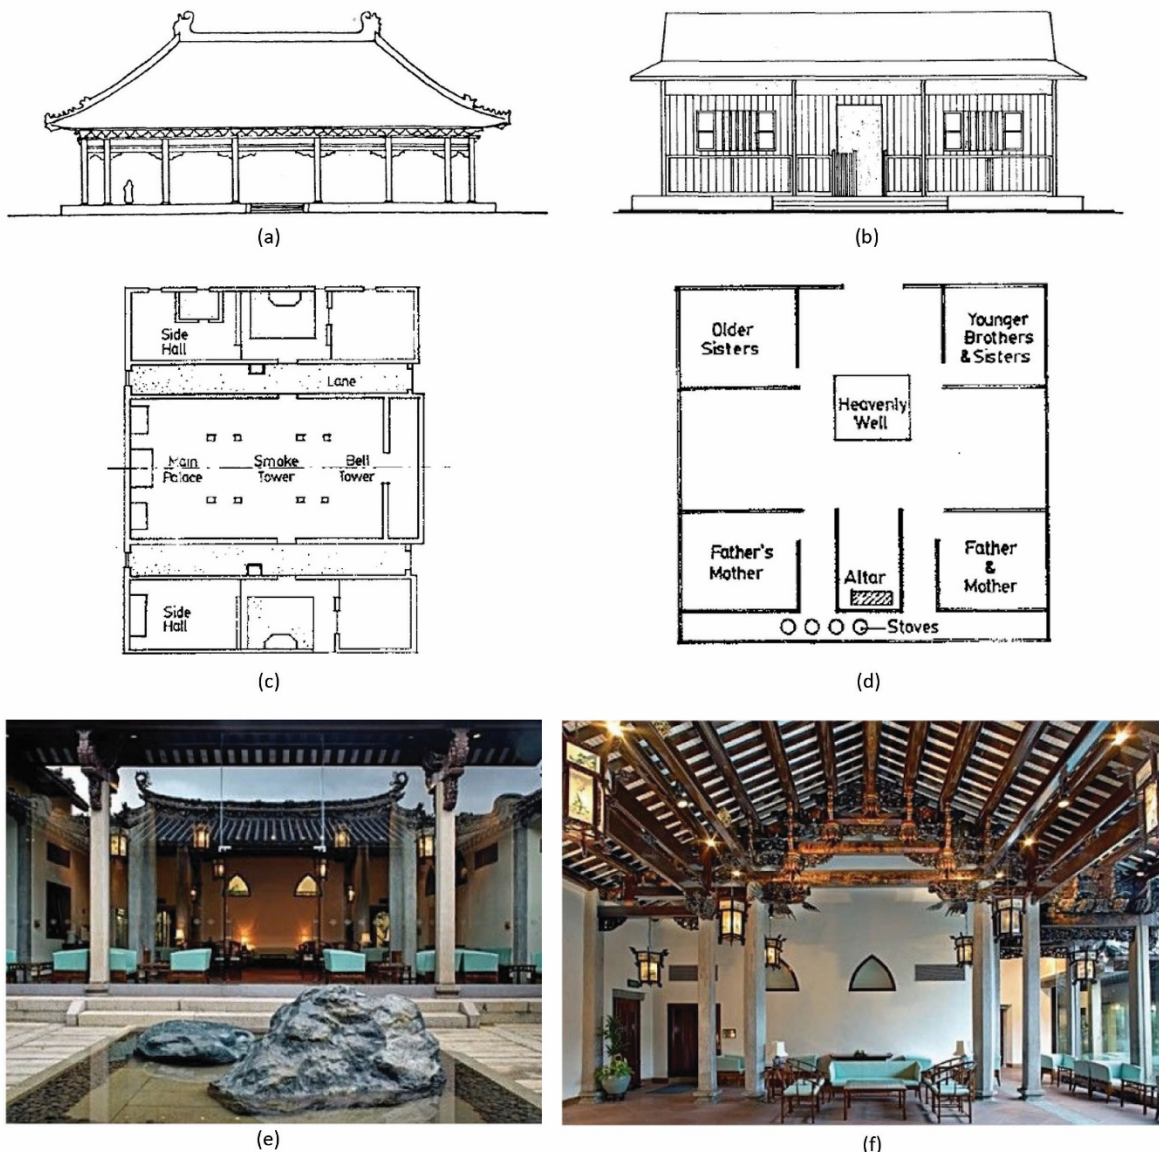 (a)
(b)
Side
Hall
Lane
Main
Palace
Smoke
Tower
Bell
Tower
Side
Hall
(c)
Older
Sisters
Younger
Brothers
& Sisters
Heavenly
Well
Father's
Mother
Altar
Father
&
Mother
Stoves
(d)
(e)
(f)